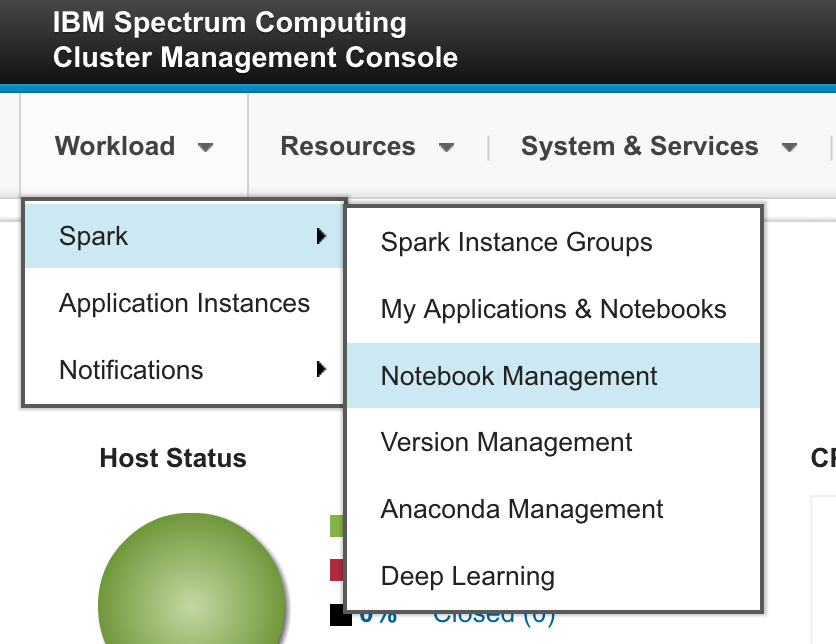 IBM Spectrum Computing
Cluster Management Console
Workload Resources System & Services
Spark
Application Instances
Notifications
Spark Instance Groups
My Applications & Notebooks
Notebook Management
Version Management
Anaconda Management
Deep Learning
Host Status
0% Closed (0)